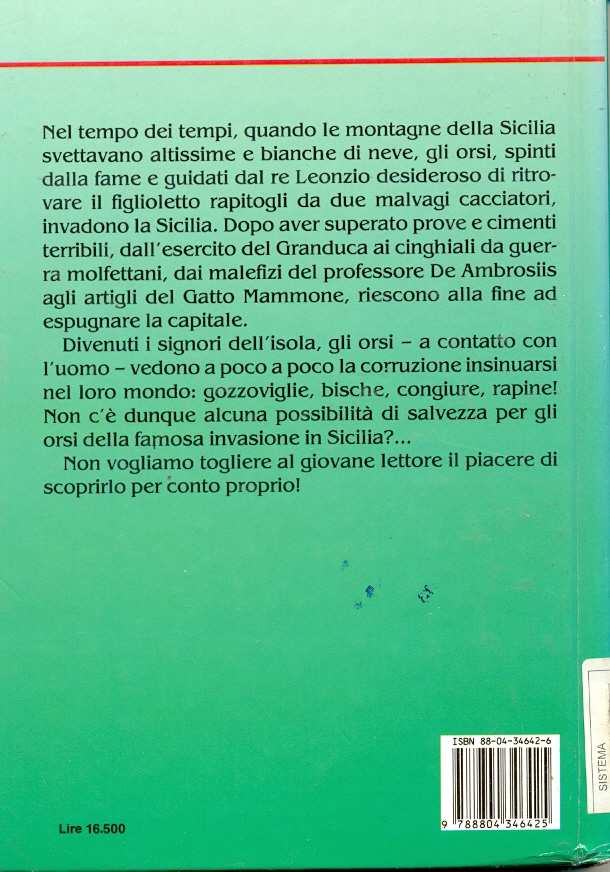 Nel tempo dei tempi, quando le montagne della Sicilia
svettavano altissime e bianche di neve, gli orsi, spinti
dalla fame e guidati dal re Leonzio desideroso di ritro-
vare il figlioletto rapitogli da due malvagi cacciatori,
invadono la Sicilia. Dopo aver superato prove e cimenti
terribili, dall'esercito del Granduca ai cinghiali da guer-
ra molfettani, dai malefizi del professore De Ambrosiis
agli artigli del Gatto Mammone, riescono alla fine ad
espugnare la capitale.
Divenuti i signori dell'isola, gli orsi – a contatto con
l'uomo – vedono a poco a poco la corruzione insinuarsi
nel loro mondo: gozzoviglie, bische, congiure, rapine!
Non c'è dunque alcuna possibilità di salvezza per gli
orsi della famosa invasione in Sicilia?...
Non vogliamo togliere al giovane lettore il piacere di
scoprirlo per conto proprio!
ISBN 88-04-34642-6
9 788804 346425
SISTEMA
Lire 16.500